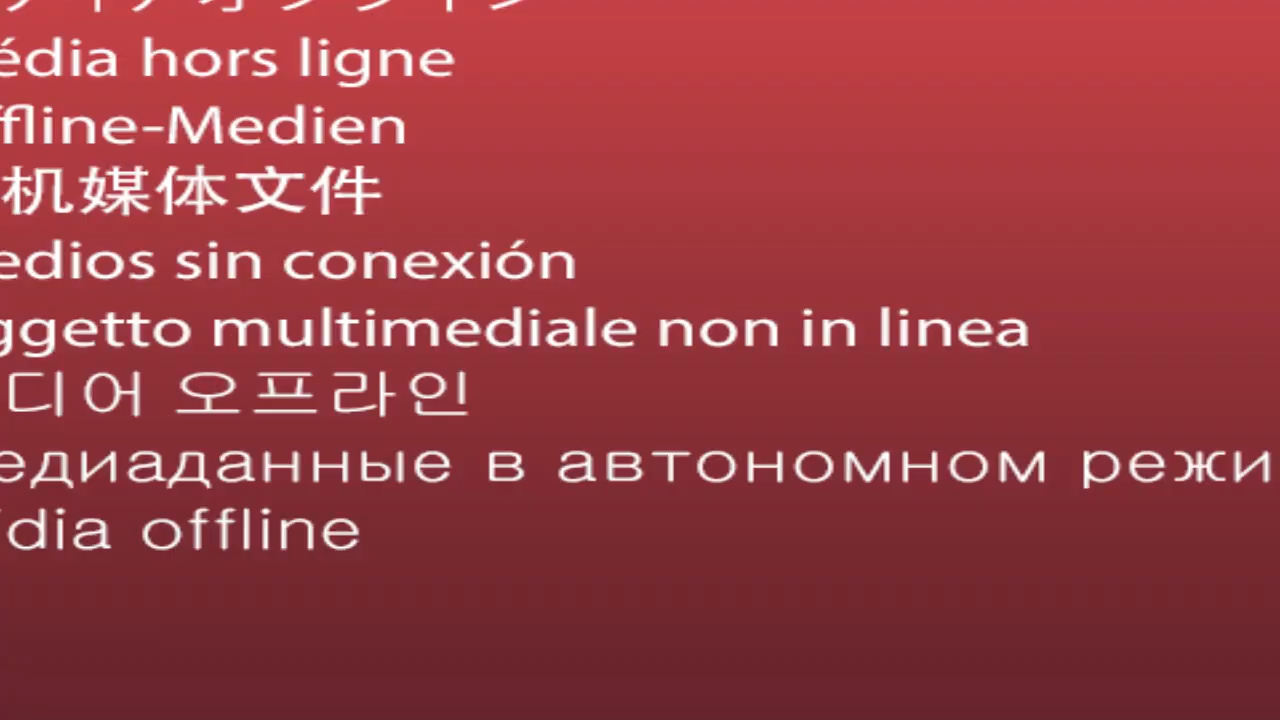 édia hors ligne
ffline-Medien
机媒体文件
edios sin conexión
ggetto multimediale non in linea
디어 오프라인
едиаданные в автономном режи
dia offline